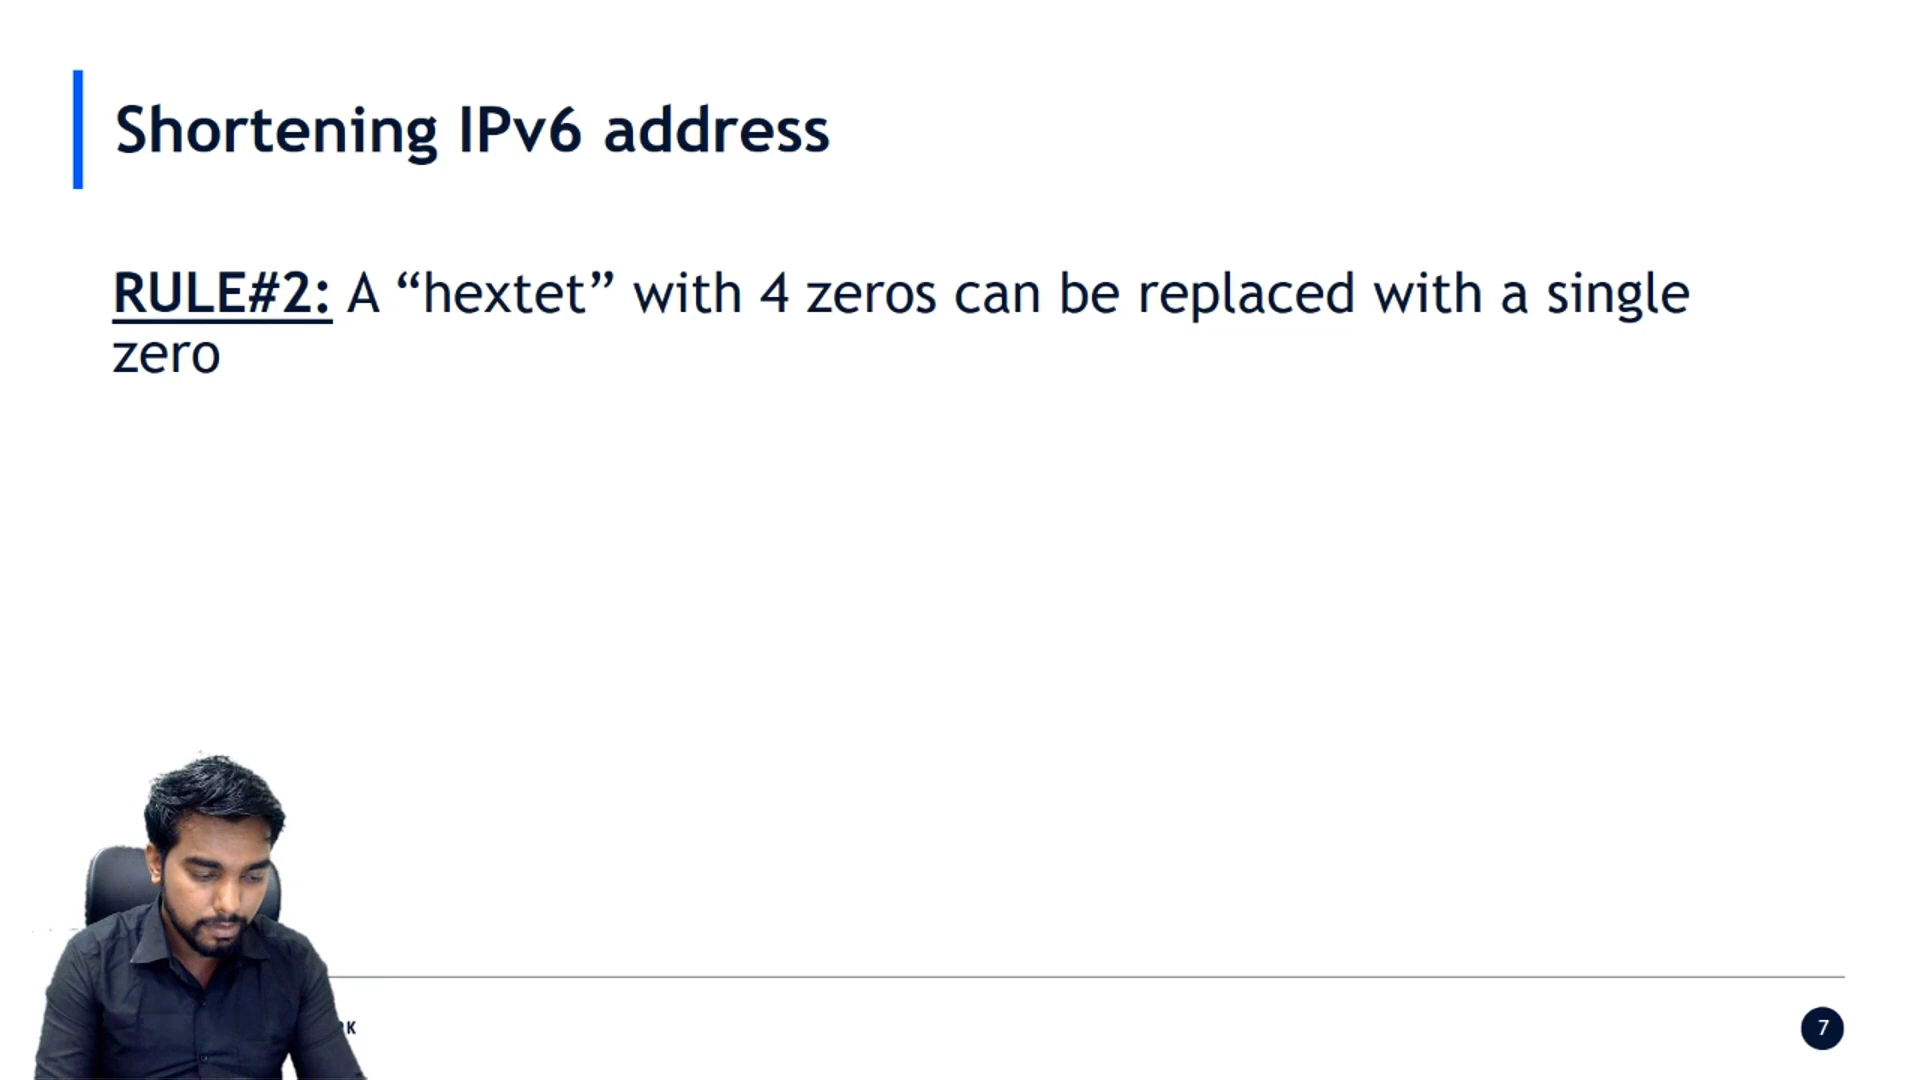 Shortening IPv6 address
RULE#2: A “hextet” with 4 zeros can be replaced with a single
zero
7